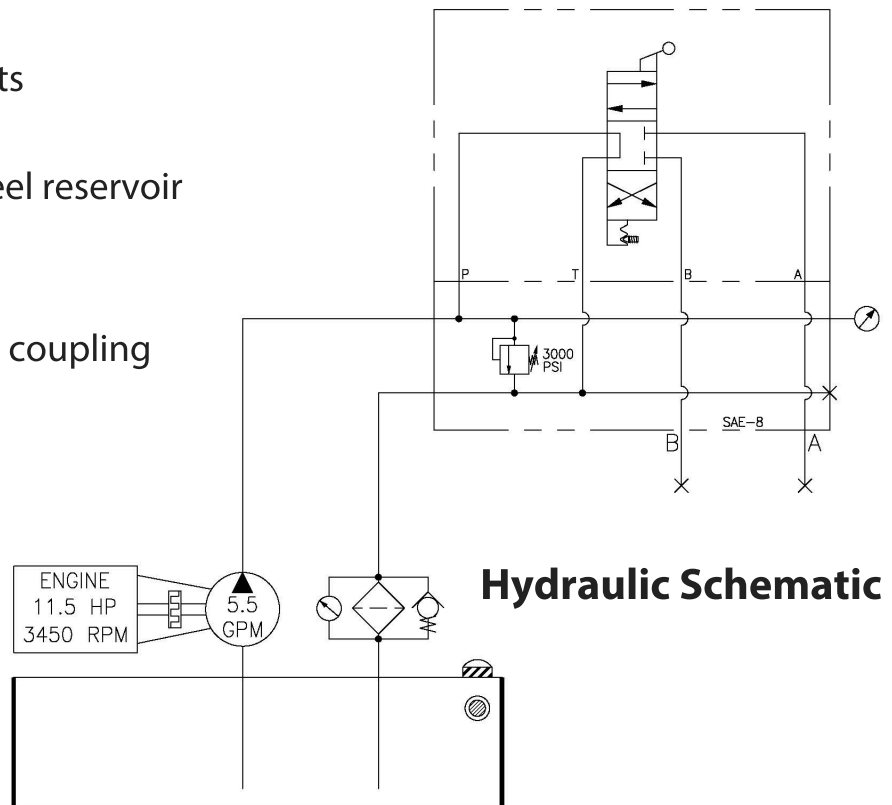 ts
eel reservoir
coupling
P
T
B
A
3000
PSI
SAE-8
B
A
Hydraulic Schematic
ENGINE
11.5 HP
3450 RPM
5.5
GPM